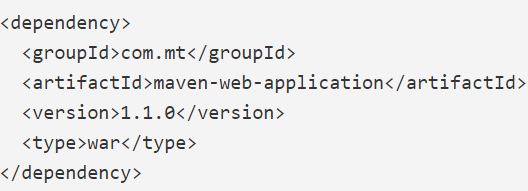 <dependency>
  <groupId>com.mt</groupId>
  <artifactId>maven-web-application</artifactId>
  <version>1.1.0</version>
  <type>war</type>
</dependency>